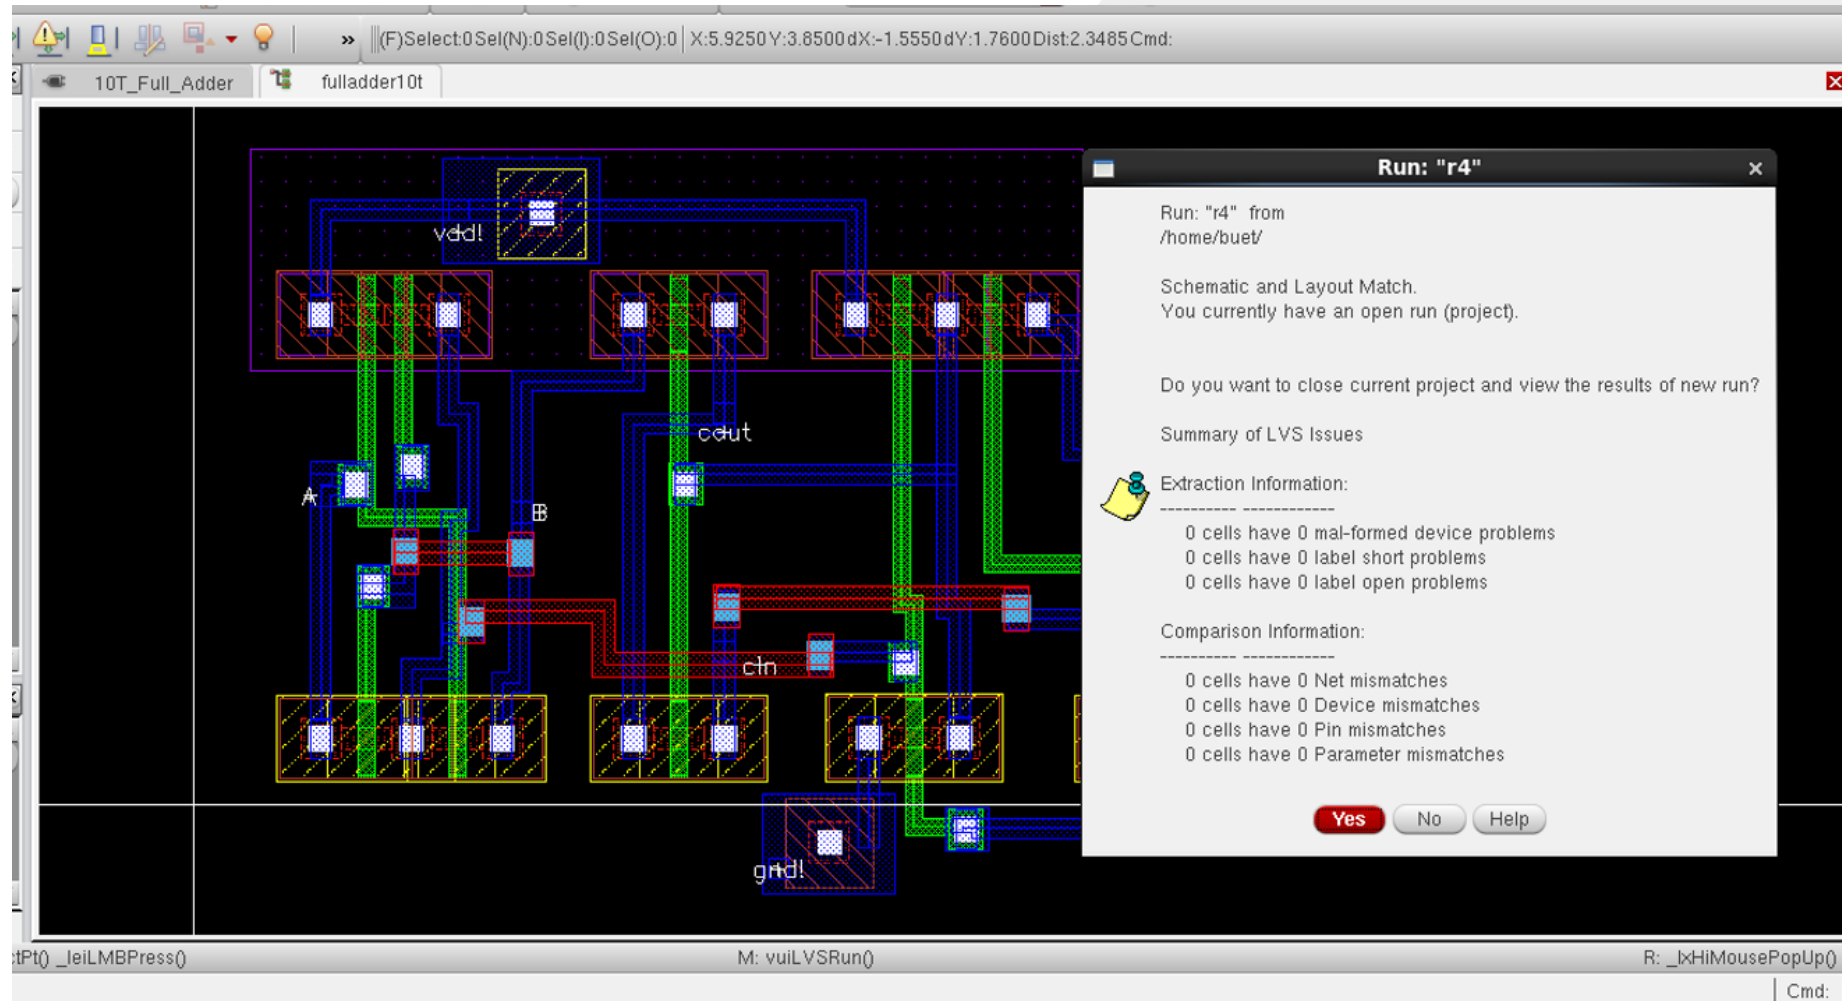 » (F)Select:0 Sel(N):0 Sel(I):0 Sel(O):0 X:5.9250 Y:3.8500 dX:-1.5550 dY:1.7600 Dist:2.3485 Cmd:
10T_Full_Adder fulladder10t
Run: "r4"
Run: "r4" from
/home/buet/
Schematic and Layout Match.
You currently have an open run (project).
Do you want to close current project and view the results of new run?
Summary of LVS Issues
Extraction Information:
---------- ------------
0 cells have 0 mal-formed device problems
0 cells have 0 label short problems
0 cells have 0 label open problems
Comparison Information:
---------- ------------
0 cells have 0 Net mismatches
0 cells have 0 Device mismatches
0 cells have 0 Pin mismatches
0 cells have 0 Parameter mismatches
Yes No Help
vdd!
cout
A
B
cin
gnd!
tPt() _leiLMBPress() M: vuiLVSRun() R: _lxHiMousePopUp()
Cmd: